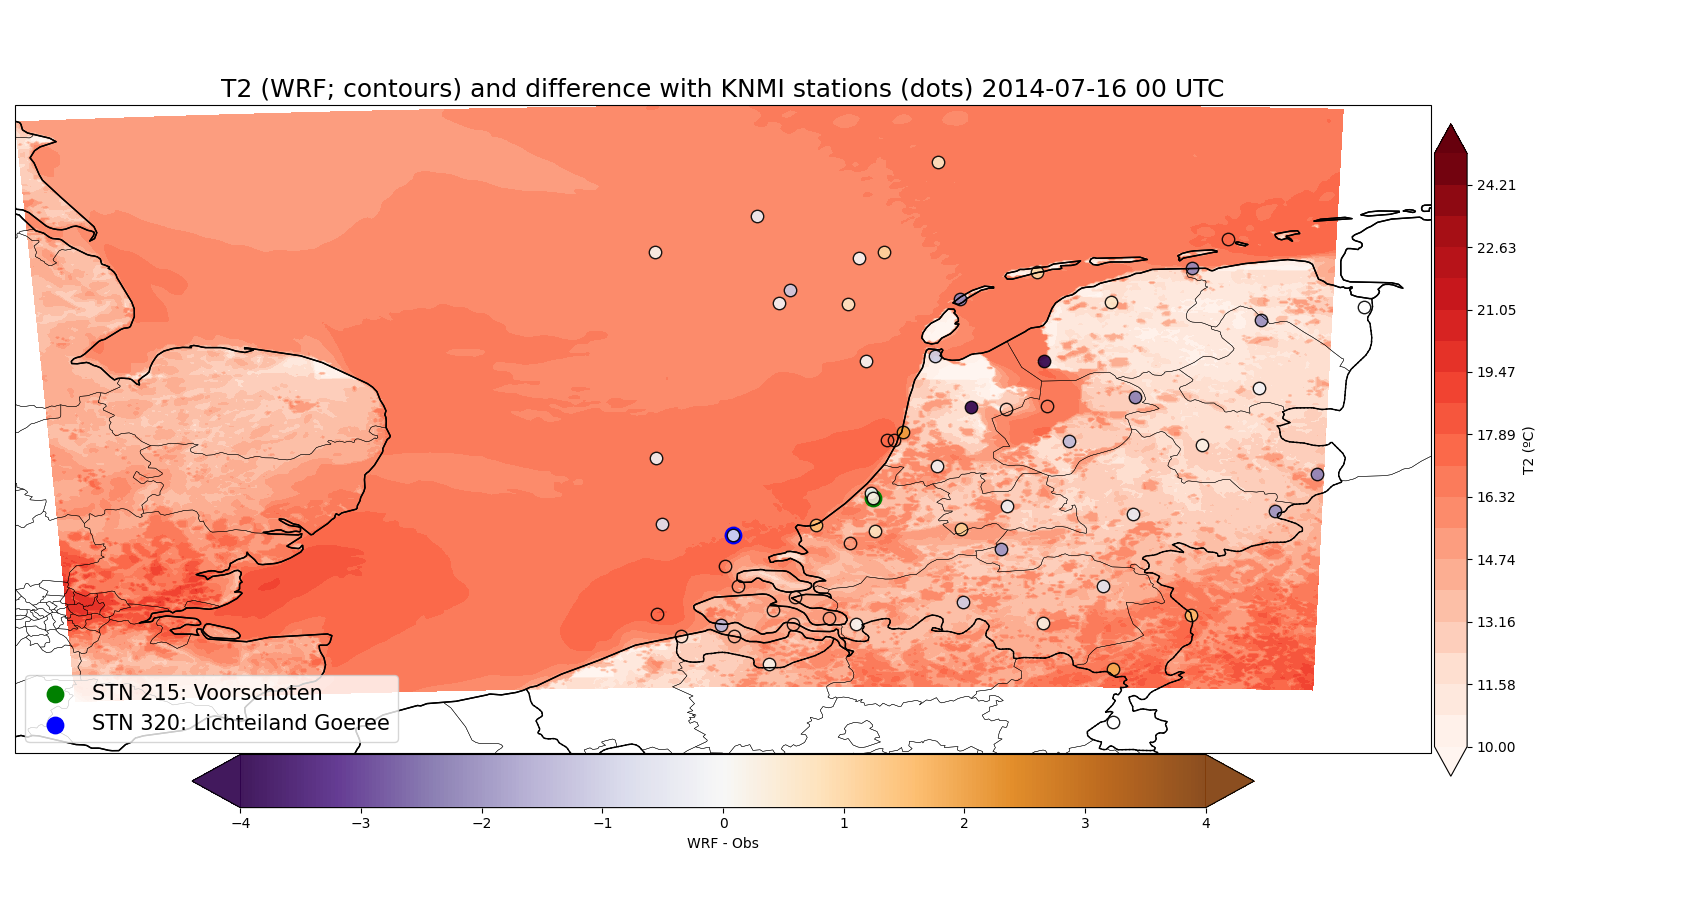 T2 (WRF; contours) and difference with KNMI stations (dots) 2014-07-16 00 UTC
24.21
22.63
21.05
19.47
17.89
16.32
14.74
13.16
11.58
10.00
T2 (ºC)
STN 215: Voorschoten
STN 320: Lichteiland Goeree
−4 −3 −2 −1 0 1 2 3 4
WRF - Obs